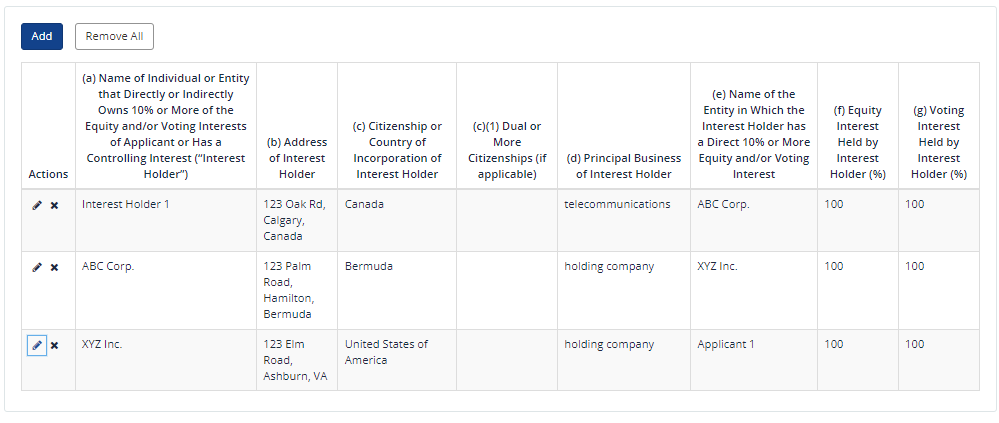 Add
Remove All
Actions
(a) Name of Individual or Entity
that Directly or Indirectly
Owns 10% or More of the
Equity and/or Voting Interests
of Applicant or Has a
Controlling Interest (“Interest
Holder”)
(b) Address
of Interest
Holder
(c) Citizenship or
Country of
Incorporation of
Interest Holder
(c)(1) Dual or
More
Citizenships (if
applicable)
(d) Principal Business
of Interest Holder
(e) Name of the
Entity in Which the
Interest Holder has
a Direct 10% or More
Equity and/or Voting
Interest
(f) Equity
Interest
Held by
Interest
Holder (%)
(g) Voting
Interest
Held by
Interest
Holder (%)
Interest Holder 1
123 Oak Rd,
Calgary,
Canada
Canada
telecommunications
ABC Corp.
100
100
ABC Corp.
123 Palm
Road,
Hamilton,
Bermuda
Bermuda
holding company
XYZ Inc.
100
100
XYZ Inc.
123 Elm
Road,
Ashburn, VA
United States of
America
holding company
Applicant 1
100
100